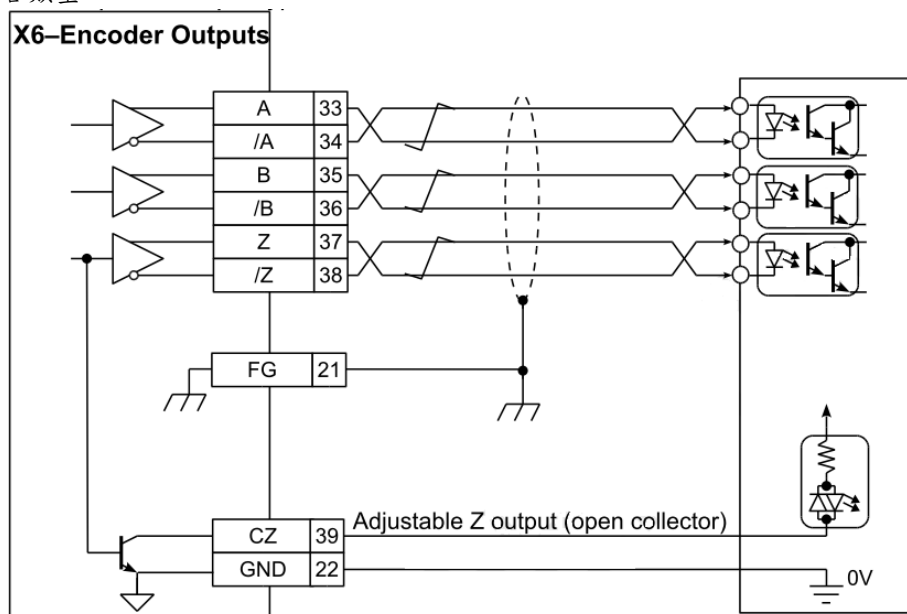 X6–Encoder Outputs
A 33
/A 34
B 35
/B 36
Z 37
/Z 38
FG 21
CZ 39 Adjustable Z output (open collector)
GND 22 0V